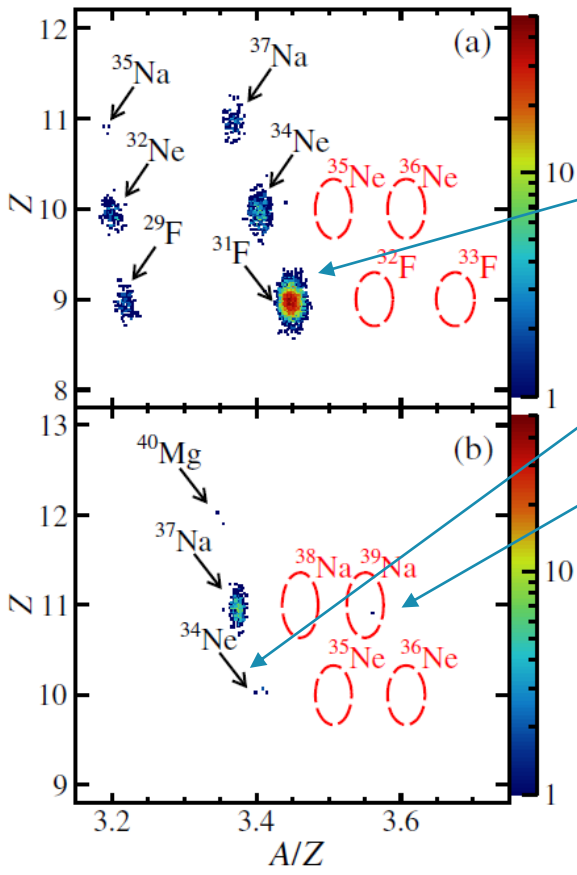 12
(a)
³⁵Na
³⁷Na
11
³²Ne
³⁴Ne
³⁵Ne
³⁶Ne
10
10
Z
²⁹F
³¹F
³²F
³³F
9
8
1
13
(b)
⁴⁰Mg
12
³⁷Na
³⁸Na
³⁹Na
11
10
Z
³⁴Ne
³⁵Ne
³⁶Ne
10
9
1
3.2
3.4
3.6
A/Z